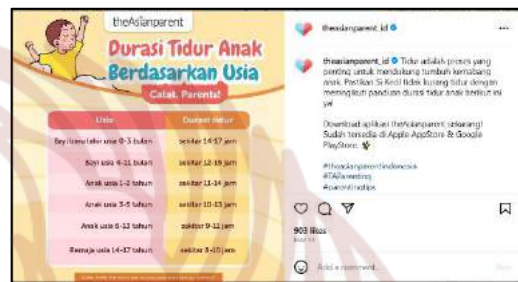 theAsianparent
Durasi Tidur Anak
Berdasarkan Usia
Catat, Parents!
Usia Durasi tidur
Bayi baru lahir usia 0-3 bulan sekitar 14-17 jam
Bayi usia 4-11 bulan sekitar 12-15 jam
Anak usia 1-2 tahun sekitar 11-14 jam
Anak usia 3-5 tahun sekitar 10-13 jam
Anak usia 6-13 tahun sekitar 9-11 jam
Remaja usia 14-17 tahun sekitar 8-10 jam
theasianparent_id
theasianparent_id Tidur adalah proses yang
penting untuk mendukung tumbuh kemabang
anak. Pastikan Si Kecil tidak kurang tidur dengan
mengikuti panduan durasi tidur anak berikut ini
ya!
Download aplikasi theAsianparent sekarang!
Sudah tersedia di Apple AppStore & Google
PlayStore.
#theasianparentindonesia
#TAParenting
#parentingtips
903 likes
Add a comment...